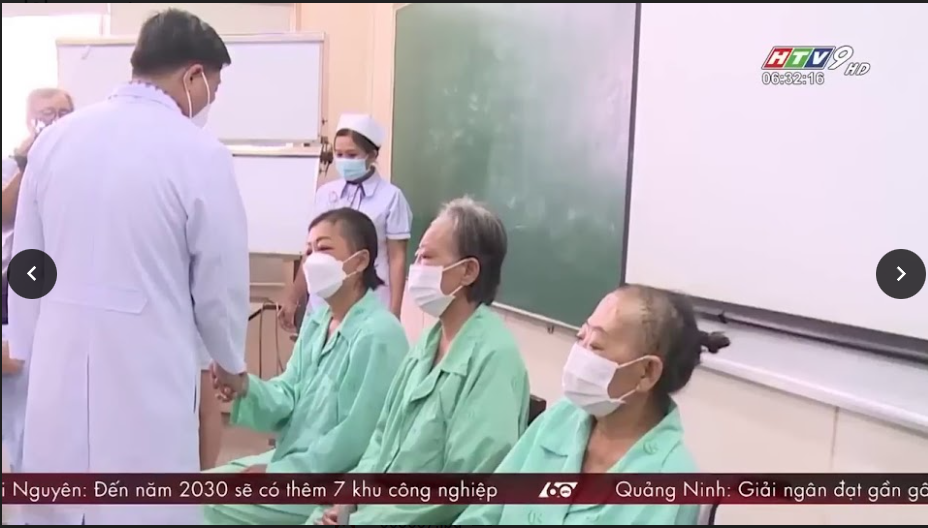 HTV9 HD
06:32:16
i Nguyên: Đến năm 2030 sẽ có thêm 7 khu công nghiệp 60 Quảng Ninh: Giải ngân đạt gần